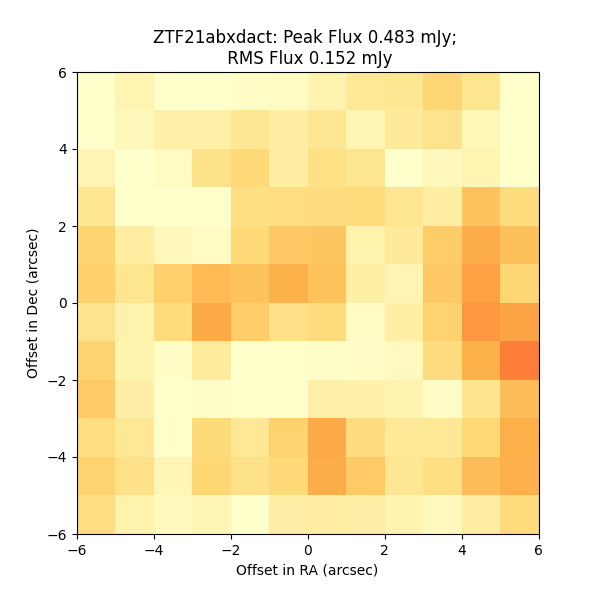 ZTF21abxdact: Peak Flux 0.483 mJy;
RMS Flux 0.152 mJy
6
4
2
0
−2
−4
−6
Offset in Dec (arcsec)
−6 −4 −2 0 2 4 6
Offset in RA (arcsec)